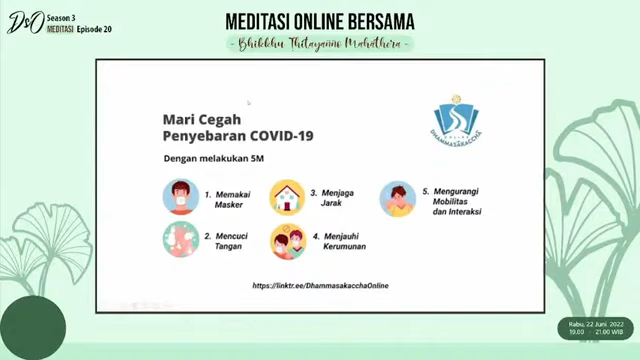 DsO
Season 3
MEDITASI Episode 20
MEDITASI ONLINE BERSAMA
- Bhikkhu Thitayanno Mahathera -
Mari Cegah
Penyebaran COVID-19
Dengan melakukan 5M
1. Memakai
Masker
2. Mencuci
Tangan
3. Menjaga
Jarak
4. Menjauhi
Kerumunan
5. Mengurangi
Mobilitas
dan Interaksi
ONLINE
DHAMMASAKACCHA
https://linktr.ee/DhammasakacchaOnline
Rabu, 22 Juni 2022
19.00 - 21.00 WIB